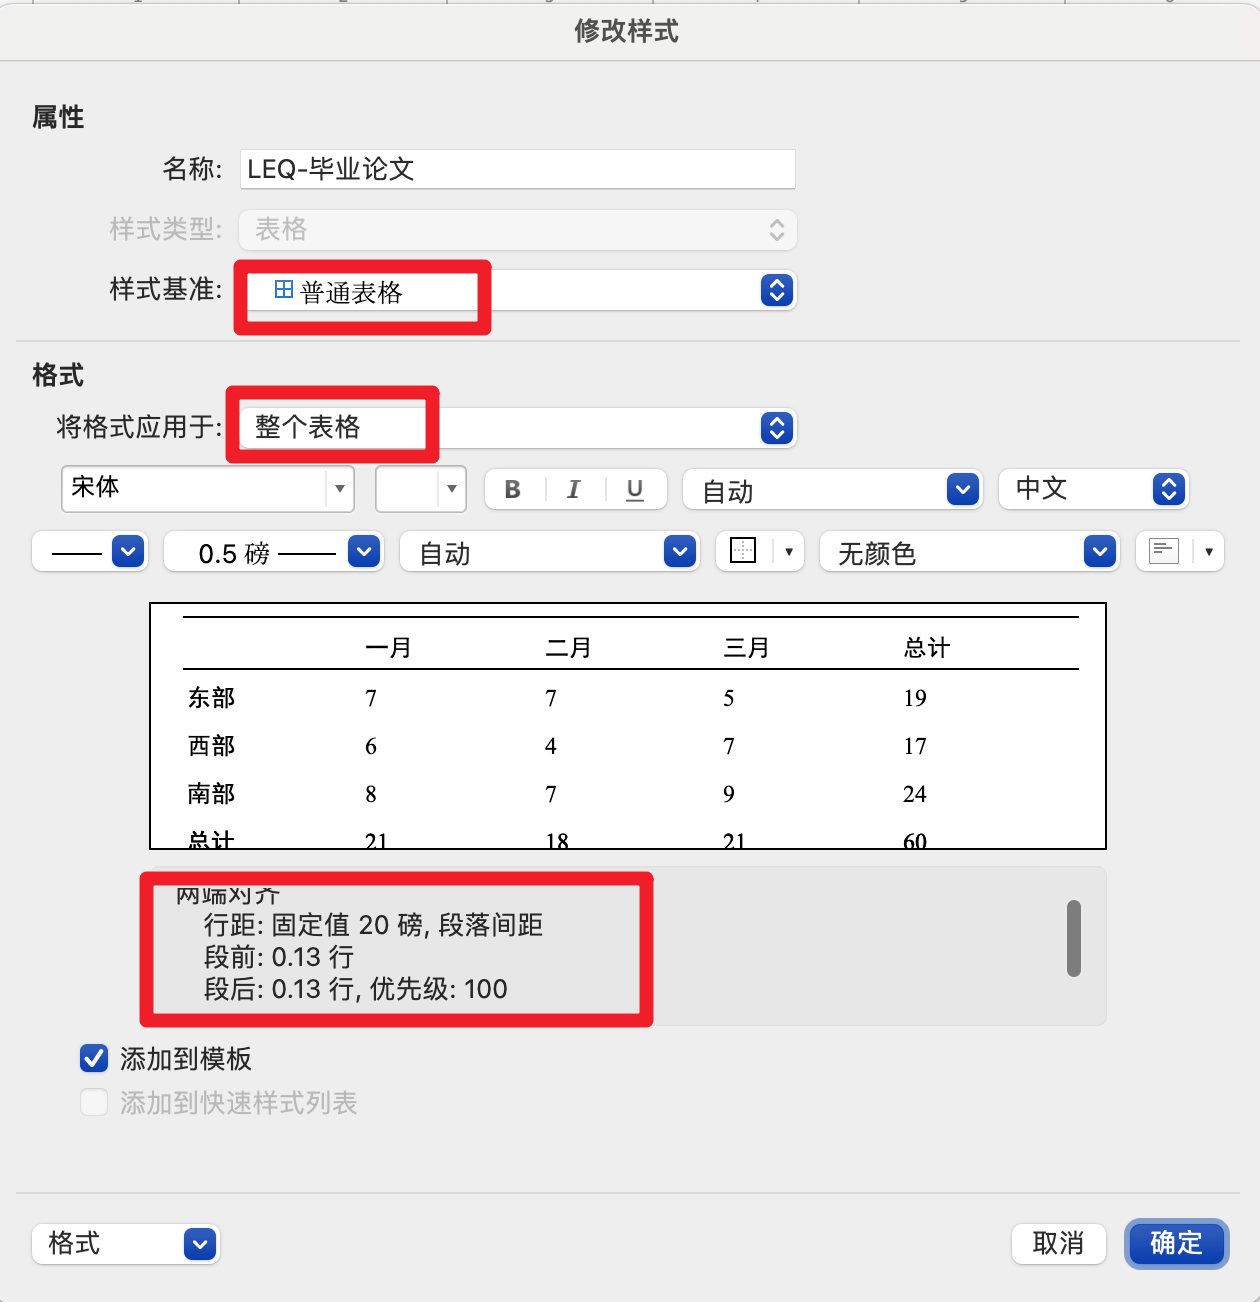 修改样式
属性
名称: LEQ-毕业论文
样式类型: 表格
样式基准: 普通表格
格式
将格式应用于: 整个表格
宋体 B I U 自动 中文
0.5 磅 自动 无颜色
一月 二月 三月 总计
东部 7 7 5 19
西部 6 4 7 17
南部 8 7 9 24
总计 21 18 21 60
两端对齐
行距: 固定值 20 磅, 段落间距
段前: 0.13 行
段后: 0.13 行, 优先级: 100
添加到模板
添加到快速样式列表
格式 取消 确定